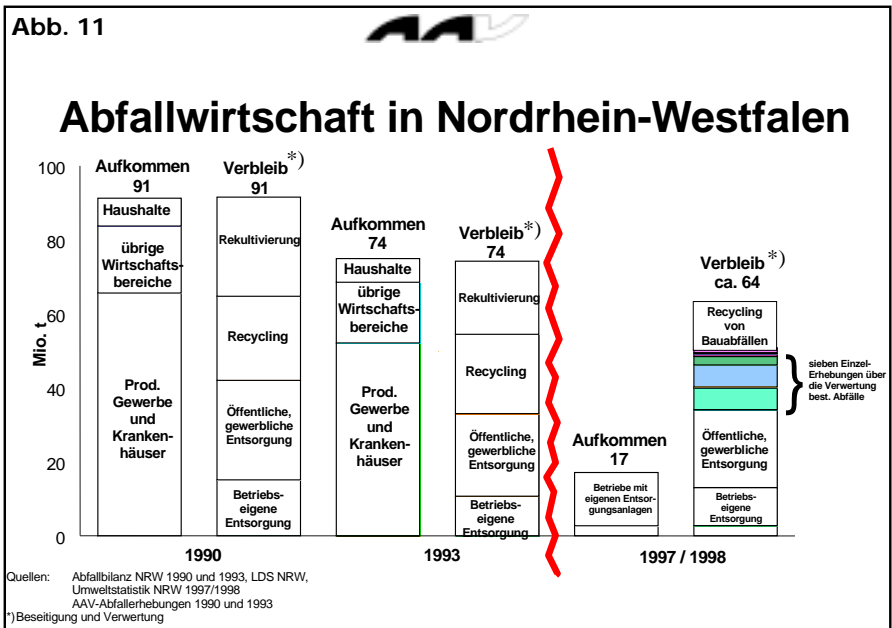 Abb. 11
AAV
Abfallwirtschaft in Nordrhein-Westfalen
Mio. t
100
80
60
40
20
0
Aufkommen
91
Haushalte
übrige
Wirtschafts-
bereiche
Prod.
Gewerbe
und
Kranken-
häuser
Verbleib*)
91
Rekultivierung
Recycling
Öffentliche,
gewerbliche
Entsorgung
Betriebs-
eigene
Entsorgung
1990
Aufkommen
74
Haushalte
übrige
Wirtschafts-
bereiche
Prod.
Gewerbe
und
Kranken-
häuser
Verbleib*)
74
Rekultivierung
Recycling
Öffentliche,
gewerbliche
Entsorgung
Betriebs-
eigene
Entsorgung
1993
Aufkommen
17
Betriebe mit
eigenen Entsor-
gungsanlagen
Verbleib*)
ca. 64
Recycling
von
Bauabfällen
sieben Einzel-
Erhebungen über
die Verwertung
best. Abfälle
Öffentliche,
gewerbliche
Entsorgung
Betriebs-
eigene
Entsorgung
1997 / 1998
Quellen: Abfallbilanz NRW 1990 und 1993, LDS NRW,
Umweltstatistik NRW 1997/1998
AAV-Abfallerhebungen 1990 und 1993
*)Beseitigung und Verwertung